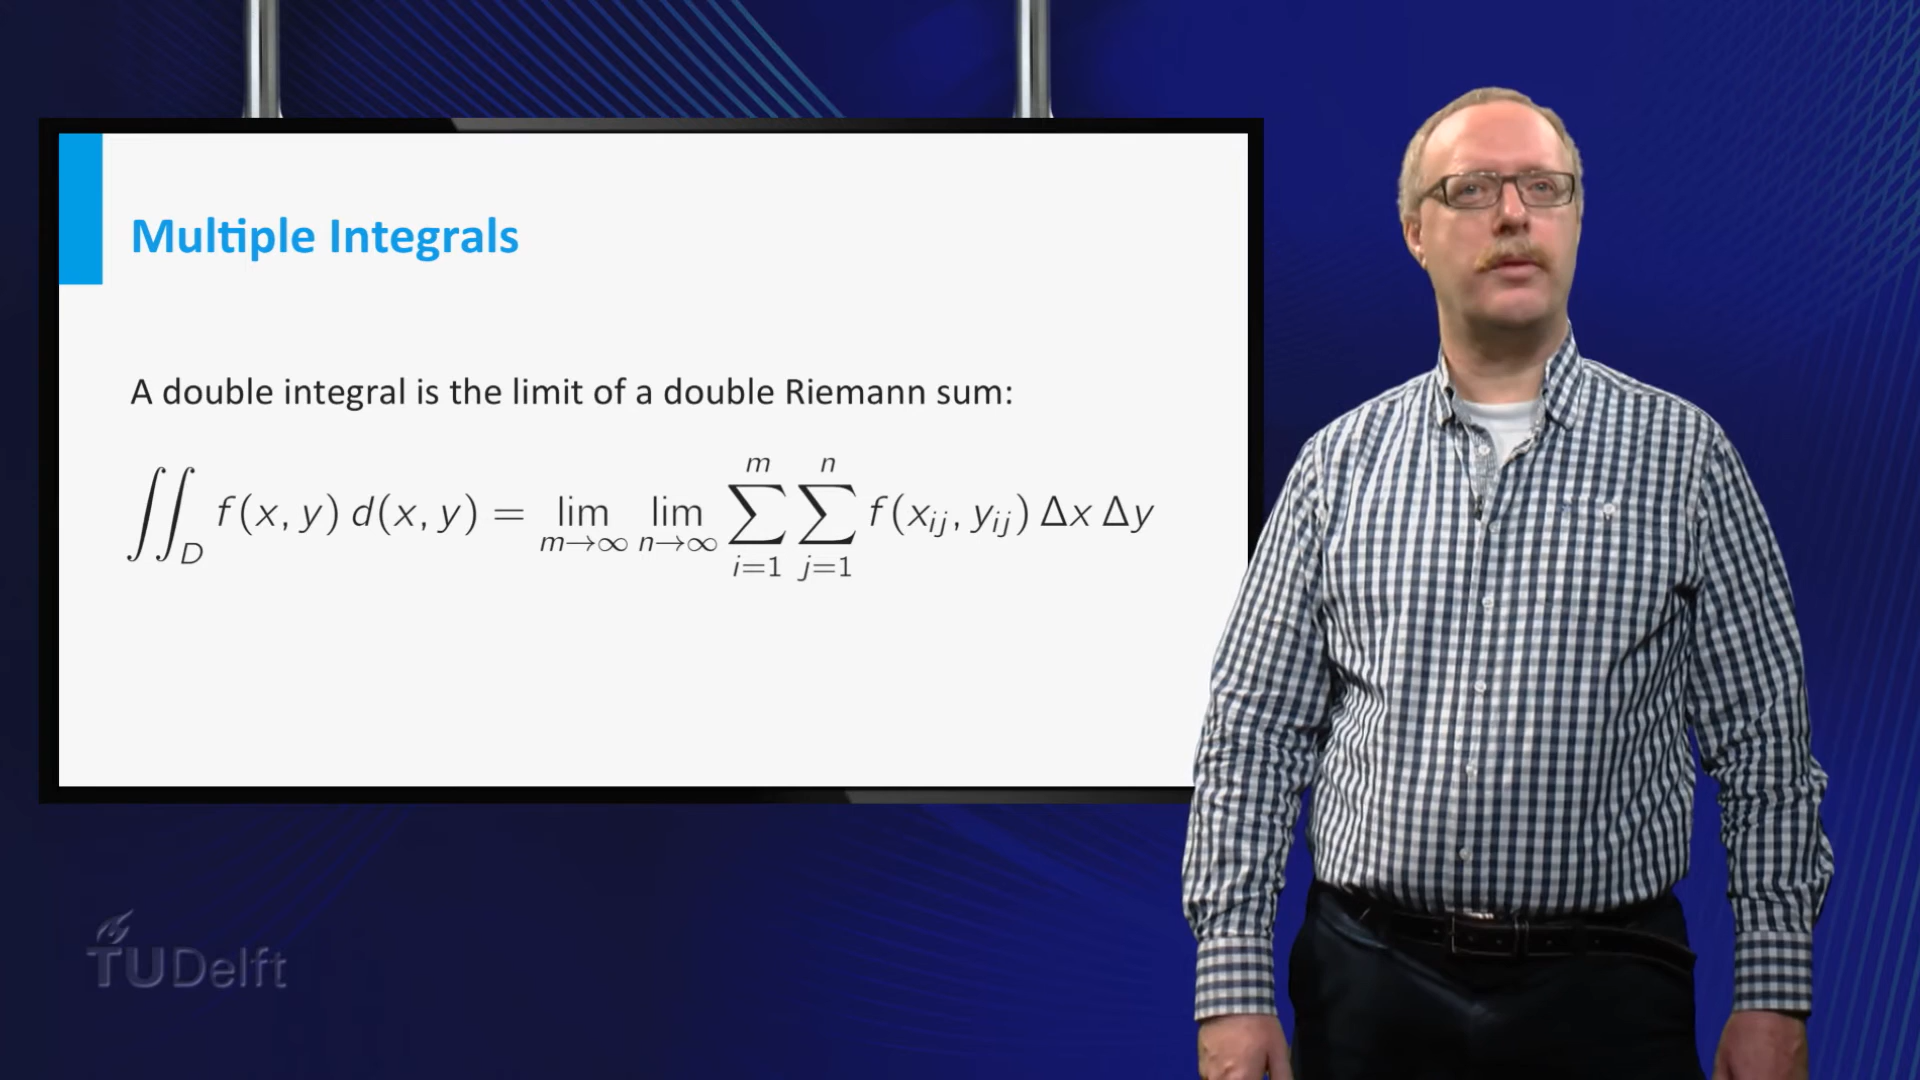 Multiple Integrals
A double integral is the limit of a double Riemann sum:
∬_D f(x, y) d(x, y) = lim_{m→∞} lim_{n→∞} ∑_{i=1}^{m} ∑_{j=1}^{n} f(x_{ij}, y_{ij}) Δx Δy
TUDelft